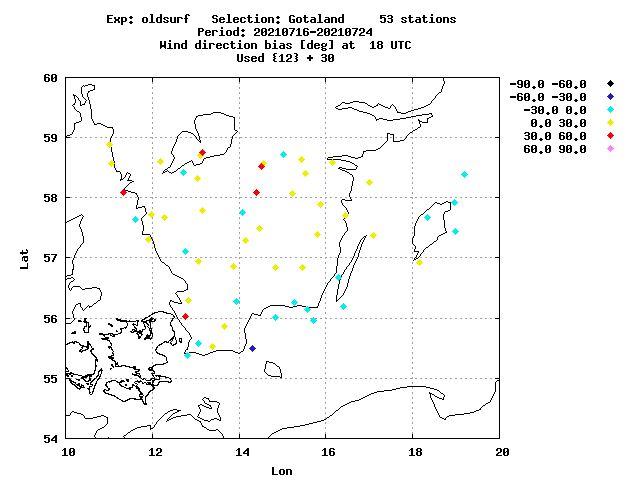 Exp: oldsurf   Selection: Gotaland     53 stations
Period: 20210716-20210724
Wind direction bias [deg] at  18 UTC
Used {12} + 30
-90.0 -60.0
-60.0 -30.0
-30.0 0.0
0.0 30.0
30.0 60.0
60.0 90.0
60
59
58
57
56
55
54
Lat
10 12 14 16 18 20
Lon